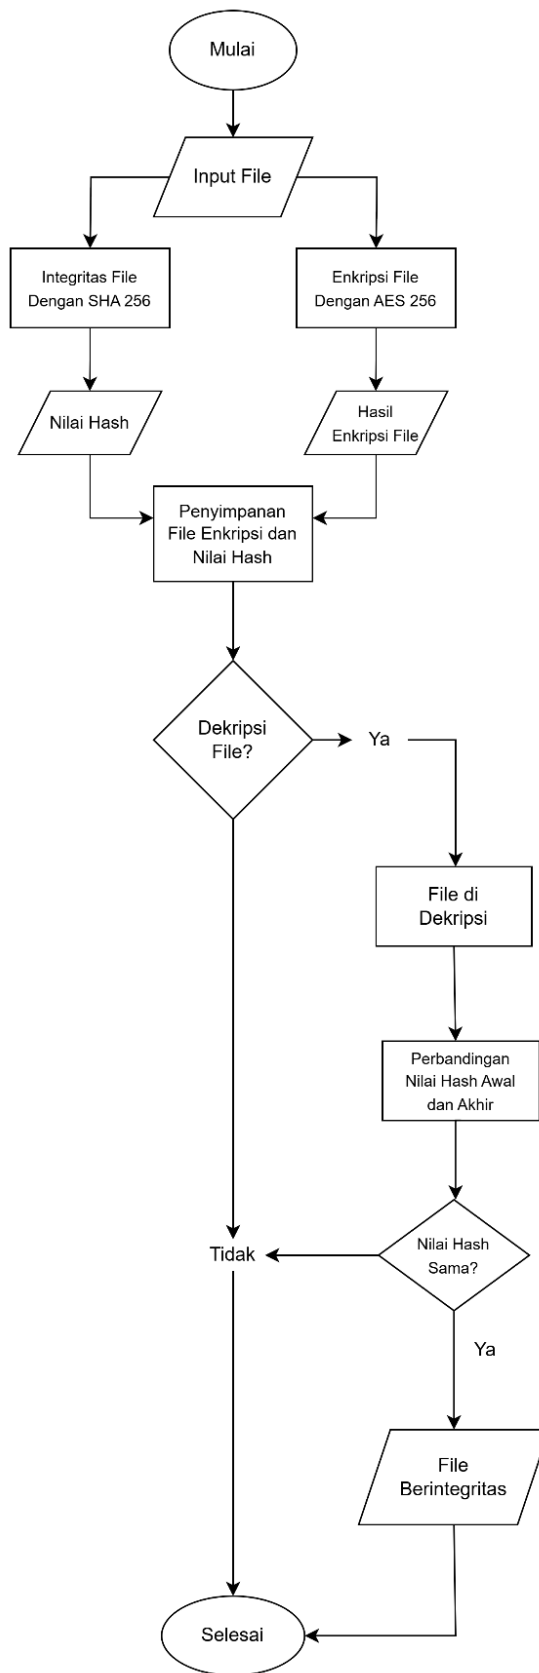 Mulai
Input File
Integritas File
Dengan SHA 256
Enkripsi File
Dengan AES 256
Nilai Hash
Hasil
Enkripsi File
Penyimpanan
File Enkripsi dan
Nilai Hash
Dekripsi
File?
Ya
File di
Dekripsi
Perbandingan
Nilai Hash Awal
dan Akhir
Nilai Hash
Sama?
Tidak
Ya
File
Berintegritas
Selesai